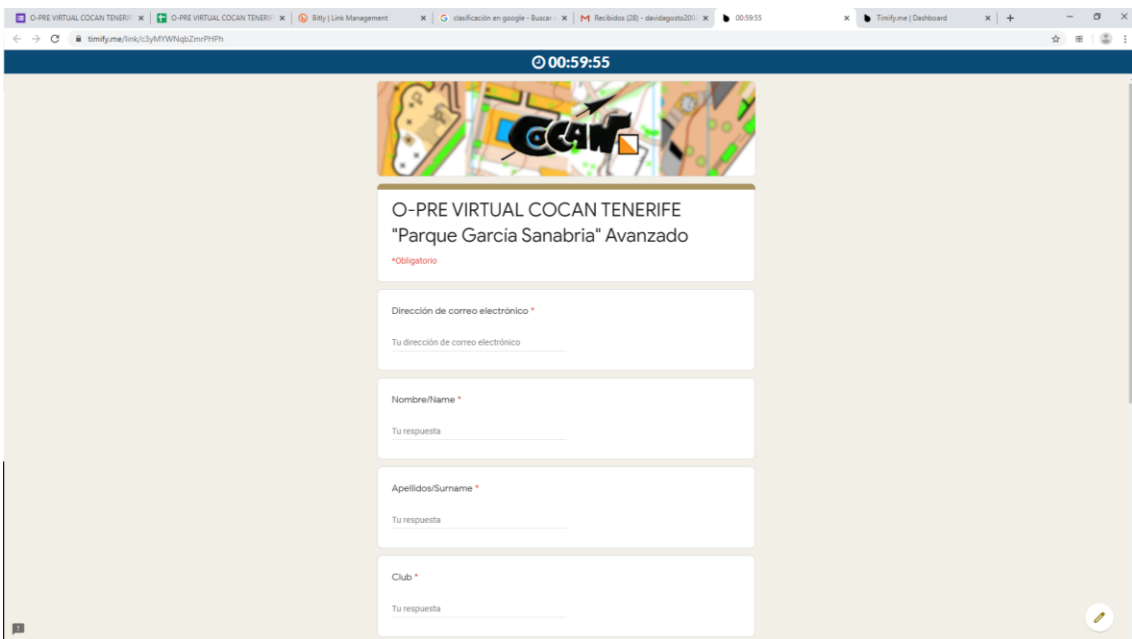 O-PRE VIRTUAL COCAN TENERIF
O-PRE VIRTUAL COCAN TENERIF
Bitly | Link Management
clasificación en google - Buscar
Recibidos (28) - davidagosto200
00:59:55
Timify.me | Dashboard
timify.me/link/c3yMYWNqbZmrPHPh
00:59:55
COCAN
O-PRE VIRTUAL COCAN TENERIFE
"Parque García Sanabria" Avanzado
*Obligatorio
Dirección de correo electrónico *
Tu dirección de correo electrónico
Nombre/Name *
Tu respuesta
Apellidos/Surname *
Tu respuesta
Club *
Tu respuesta